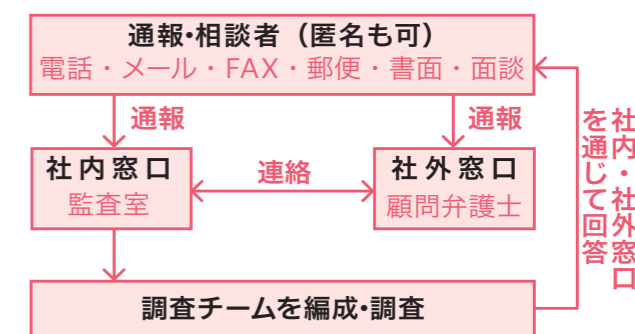 通報・相談者（匿名も可）
電話・メール・FAX・郵便・書面・面談
通報
通報
社内窓口
監査室
連絡
社外窓口
顧問弁護士
社内・社外窓口
を通じて回答
調査チームを編成・調査